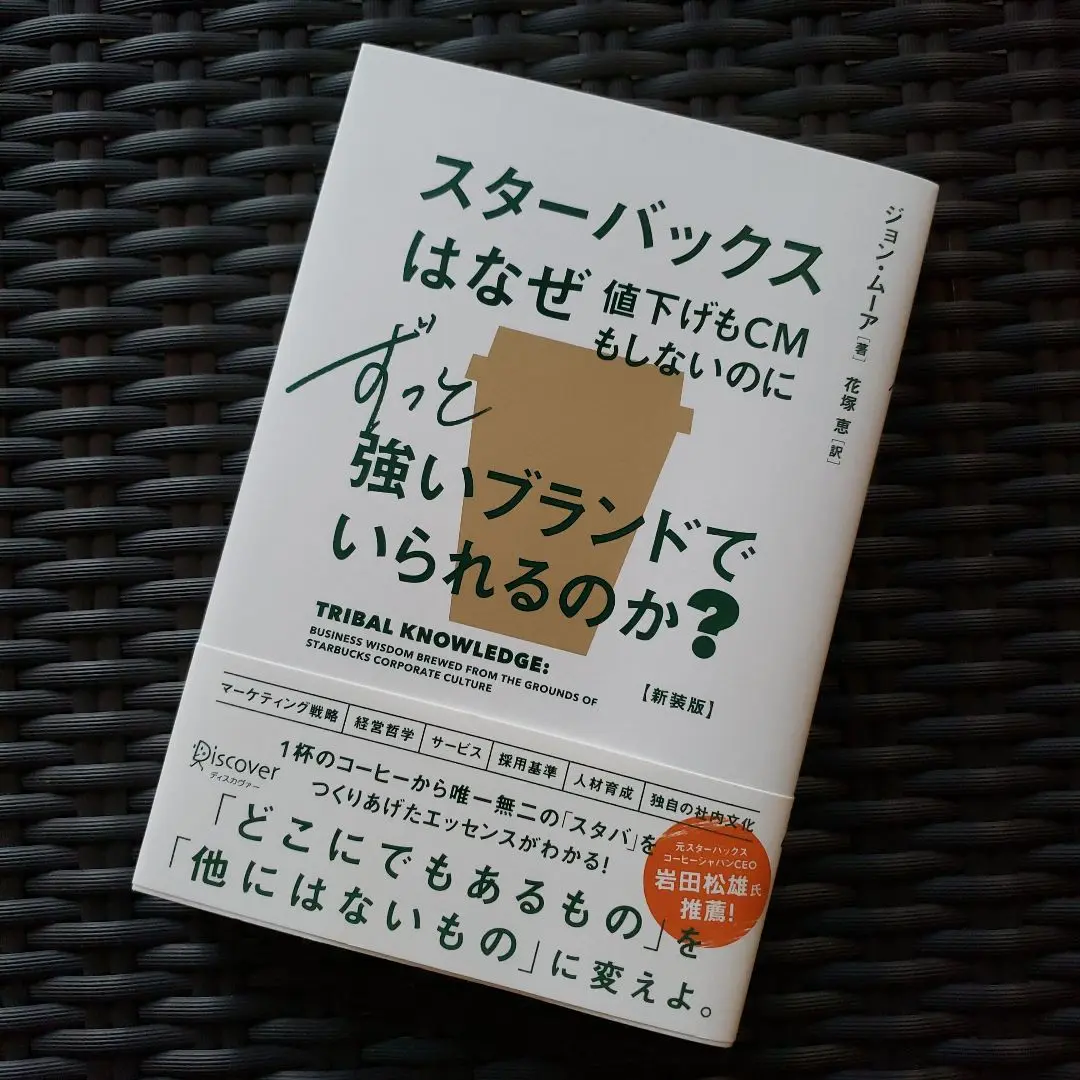 スターバックス
はなぜ 値下げもCM
もしないのに
ずっと
強いブランドで
いられるのか?
TRIBAL KNOWLEDGE:
BUSINESS WISDOM BREWED FROM THE GROUNDS OF
STARBUCKS CORPORATE CULTURE
【新装版】
ジョン・ムーア[著] 花塚 恵[訳]
マーケティング戦略 経営哲学 サービス 採用基準 人材育成 独自の社内文化
Discover
ディスカヴァー
1杯のコーヒーから唯一無二の「スタバ」を
つくりあげたエッセンスがわかる!
「どこにでもあるもの」を
「他にはないもの」に変えよ。
元スターバックス
コーヒージャパンCEO
岩田松雄氏
推薦!